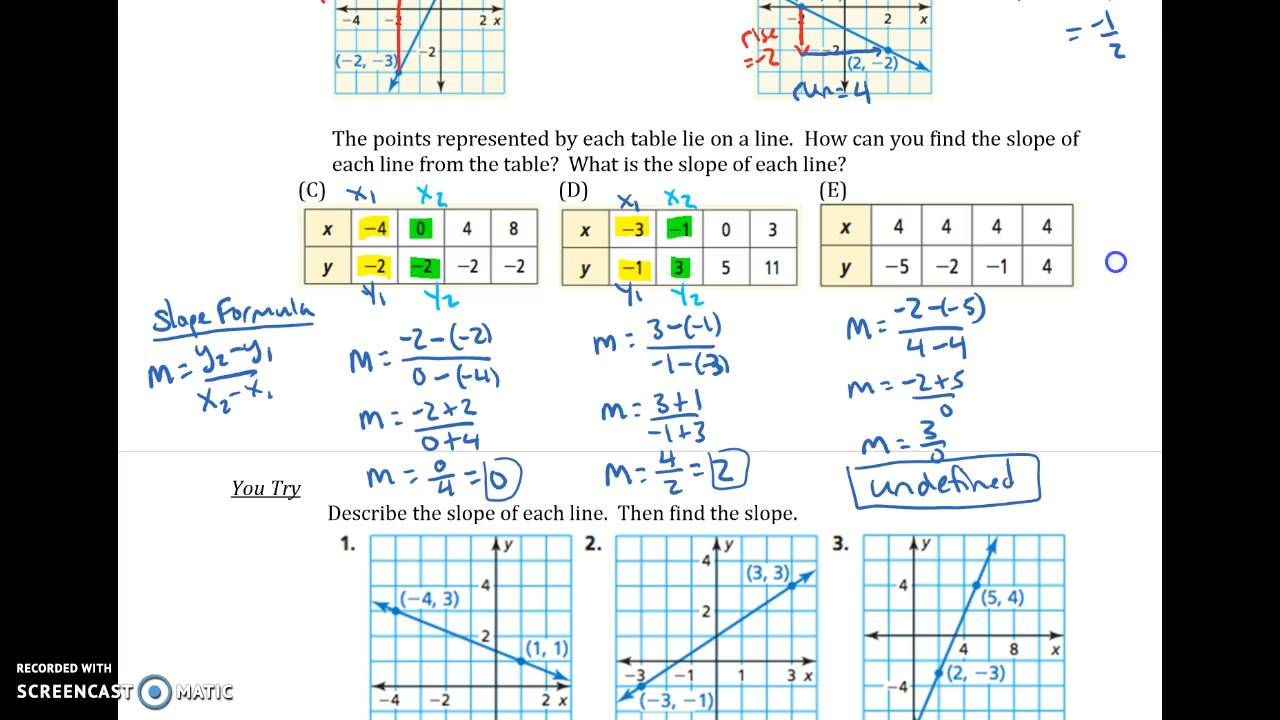 -4 -2 2 x
(-2, -3)
-2
rise
=-2
-2 2 x
-2
(2, -2)
run=4
= -1/2
The points represented by each table lie on a line. How can you find the slope of
each line from the table? What is the slope of each line?
(C) x1 x2
x -4 0 4 8
y -2 -2 -2 -2
y1 y2
(D) x1 x2
x -3 -1 0 3
y -1 3 5 11
y1 y2
(E)
x 4 4 4 4
y -5 -2 -1 4
Slope Formula
m = y2-y1
x2-x1
m = -2-(-2)
0-(-4)
m = -2+2
0+4
m = 0/4 = 0
m = 3-(-1)
-1-(-3)
m = 3+1
-1+3
m = 4/2 = 2
m = -2-(-5)
4-4
m = -2+5
0
m = 3/0
undefined
You Try
Describe the slope of each line. Then find the slope.
1.
y
4
(-4, 3)
2
(1, 1)
-4 -2 2 x
2.
y
4
(3, 3)
2
-3 -1 1 3 x
(-3, -1)
3.
y
4
(5, 4)
4 8 x
(2, -3)
-4
RECORDED WITH
SCREENCAST MATIC